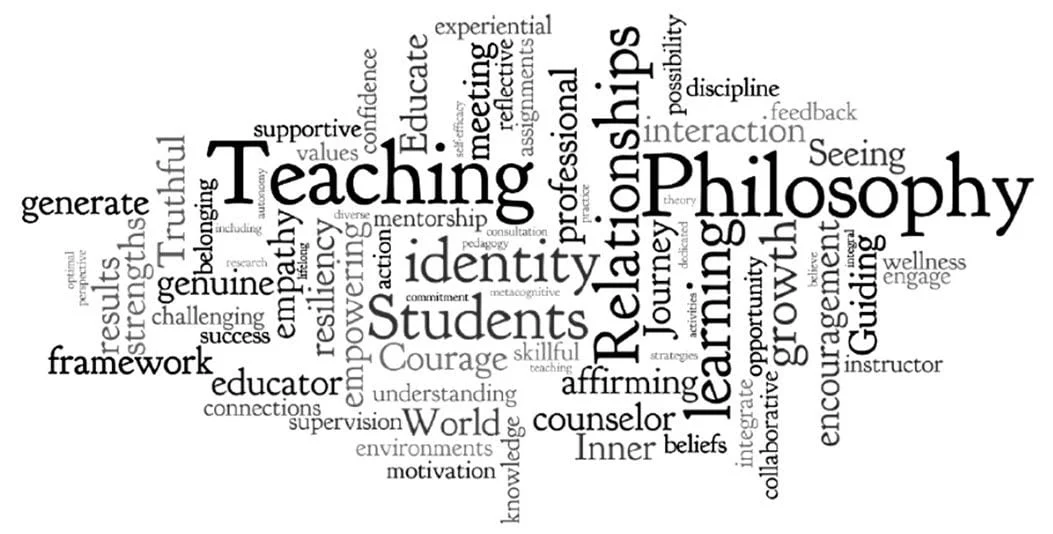 experiential
possibility
confidence
Educate
meeting
reflective
assignments
self-efficacy
professional
Relationships
discipline
feedback
supportive
values
interaction
Truthful
Teaching
Philosophy
Seeing
theory
practice
generate
belonging
autonomy
including
diverse
mentorship
consultation
pedagogy
optimal
perspective
results
strengths
research
genuine
empathy
lifelong
resiliency
empowering
action
identity
Journey
dedicated
learning
growth
believe
encouragement
integral
Guiding
wellness
engage
commitment
metacognitive
challenging
success
Students
activities
opportunity
framework
Courage
skillful
teaching
strategies
instructor
educator
understanding
affirming
connections
supervision
World
counselor
integrate
collaborative
environments
Inner
beliefs
motivation
knowledge